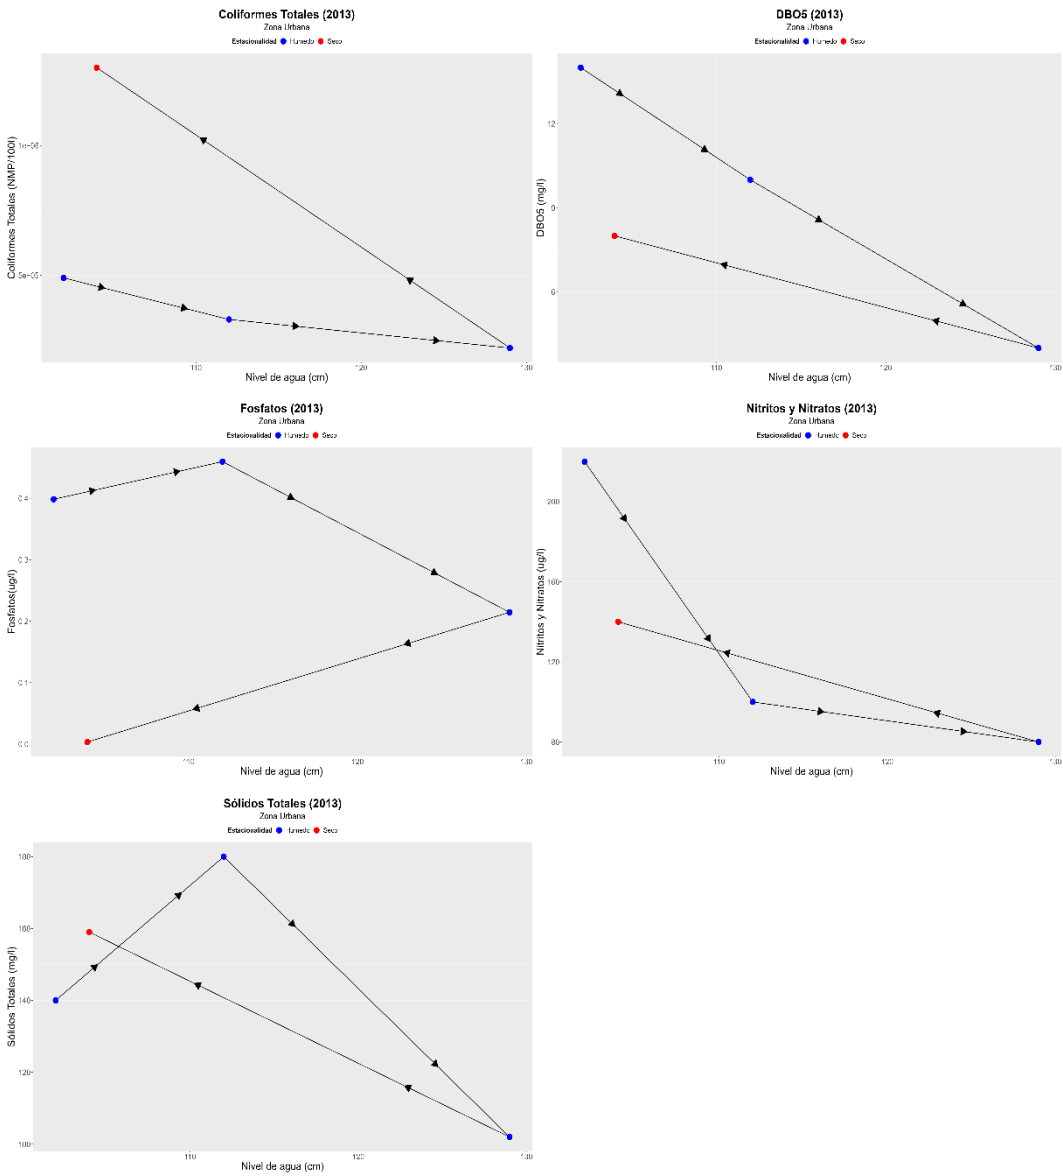 Coliformes Totales (2013)
Zona Urbana
Estacionalidad Humedo Seco
1e+06
5e+05
Coliformes Totales (NMP/100l)
110 120 130
Nivel de agua (cm)
DBO5 (2013)
Zona Urbana
Estacionalidad Humedo Seco
12
9
6
DBO5 (mg/l)
110 120 130
Nivel de agua (cm)
Fosfatos (2013)
Zona Urbana
Estacionalidad Humedo Seco
0.4
0.3
0.2
0.1
0.0
Fosfatos(ug/l)
110 120 130
Nivel de agua (cm)
Nitritos y Nitratos (2013)
Zona Urbana
Estacionalidad Humedo Seco
200
160
120
80
Nitritos y Nitratos (ug/l)
110 120 130
Nivel de agua (cm)
Sólidos Totales (2013)
Zona Urbana
Estacionalidad Humedo Seco
180
160
140
120
100
Sólidos Totales (mg/l)
110 120 130
Nivel de agua (cm)